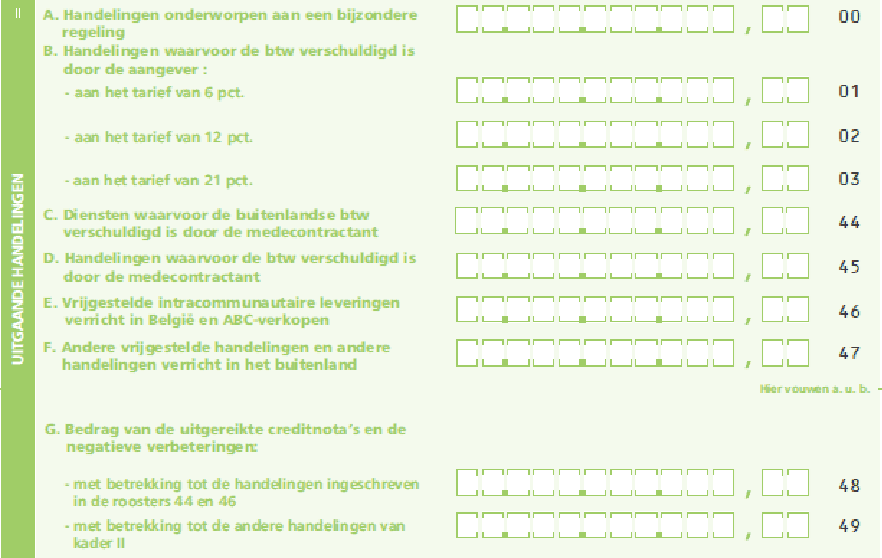 II
UITGAANDE HANDELINGEN
A. Handelingen onderworpen aan een bijzondere
regeling
, 00
B. Handelingen waarvoor de btw verschuldigd is
door de aangever :
- aan het tarief van 6 pct.
, 01
- aan het tarief van 12 pct.
, 02
- aan het tarief van 21 pct.
, 03
C. Diensten waarvoor de buitenlandse btw
verschuldigd is door de medecontractant
, 44
D. Handelingen waarvoor de btw verschuldigd is
door de medecontractant
, 45
E. Vrijgestelde intracommunautaire leveringen
verricht in België en ABC-verkopen
, 46
F. Andere vrijgestelde handelingen en andere
handelingen verricht in het buitenland
, 47
Hier vouwen a. u. b. -
G. Bedrag van de uitgereikte creditnota's en de
negatieve verbeteringen:
- met betrekking tot de handelingen ingeschreven
in de roosters 44 en 46
, 48
- met betrekking tot de andere handelingen van
kader II
, 49